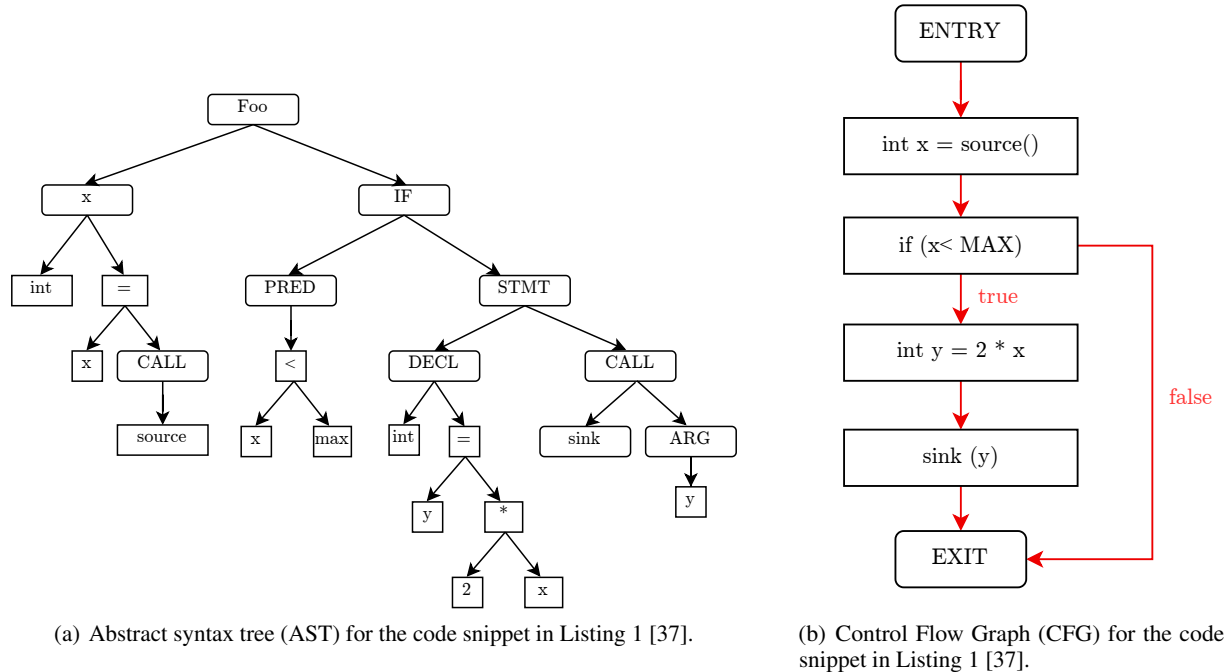 Foo
x
IF
int
=
PRED
STMT
x
CALL
<
DECL
CALL
source
x
max
int
=
sink
ARG
y
*
y
2
x
(a) Abstract syntax tree (AST) for the code snippet in Listing 1 [37].
ENTRY
int x = source()
if (x< MAX)
true
int y = 2 * x
false
sink (y)
EXIT
(b) Control Flow Graph (CFG) for the code
snippet in Listing 1 [37].